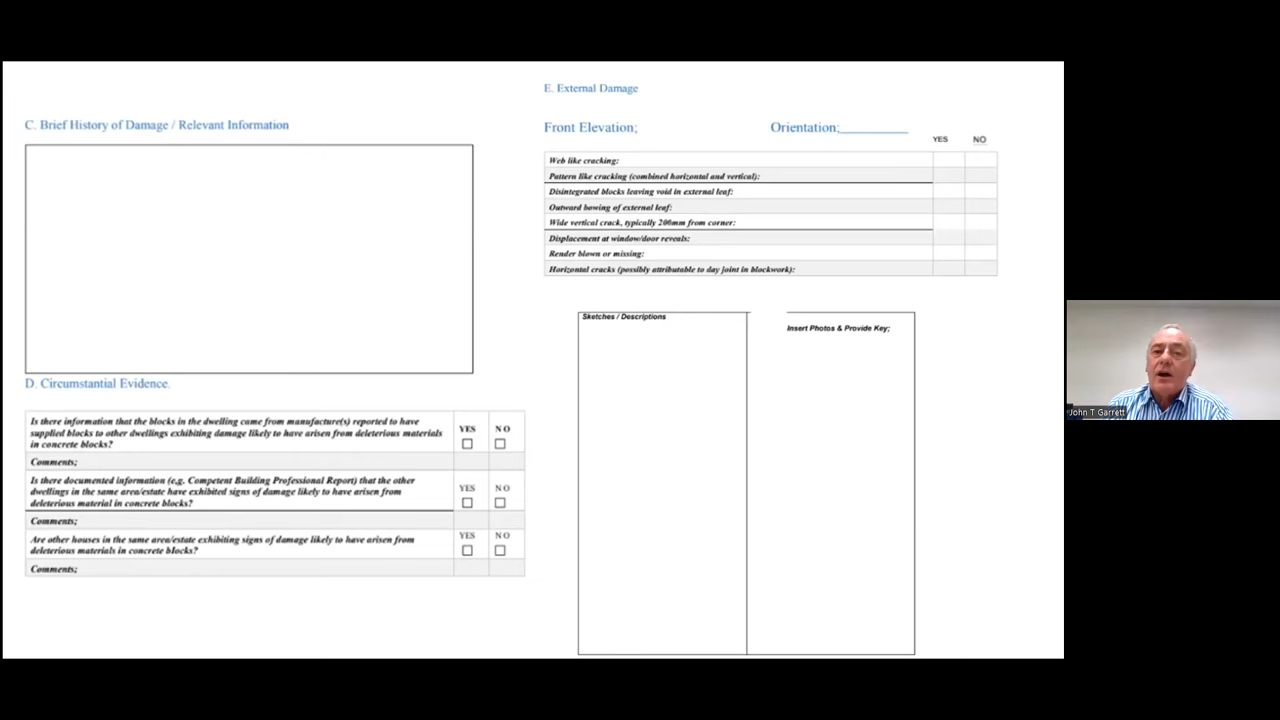 C. Brief History of Damage / Relevant Information
D. Circumstantial Evidence.
Is there information that the blocks in the dwelling came from manufacture(s) reported to have
supplied blocks to other dwellings exhibiting damage likely to have arisen from deleterious materials
in concrete blocks?
YES NO
Comments;
Is there documented information (e,g. Competent Building Professional Report) that the other
dwellings in the same area/estate have exhibited signs of damage likely to have arisen from
deleterious material in concrete blocks?
YES NO
Comments;
Are other houses in the same area/estate exhibiting signs of damage likely to have arisen from
deleterious materials in concrete blocks?
YES NO
Comments;
E. External Damage
Front Elevation; Orientation;__________
YES NO
Web like cracking:
Pattern like cracking (combined horizontal and vertical):
Disintegrated blocks leaving void in external leaf:
Outward bowing of external leaf:
Wide vertical crack, typically 200mm from corner:
Displacement at window/door reveals:
Render blown or missing:
Horizontal cracks (possibly attributable to day joint in blockwork):
Sketches / Descriptions
Insert Photos & Provide Key;
John T Garrett